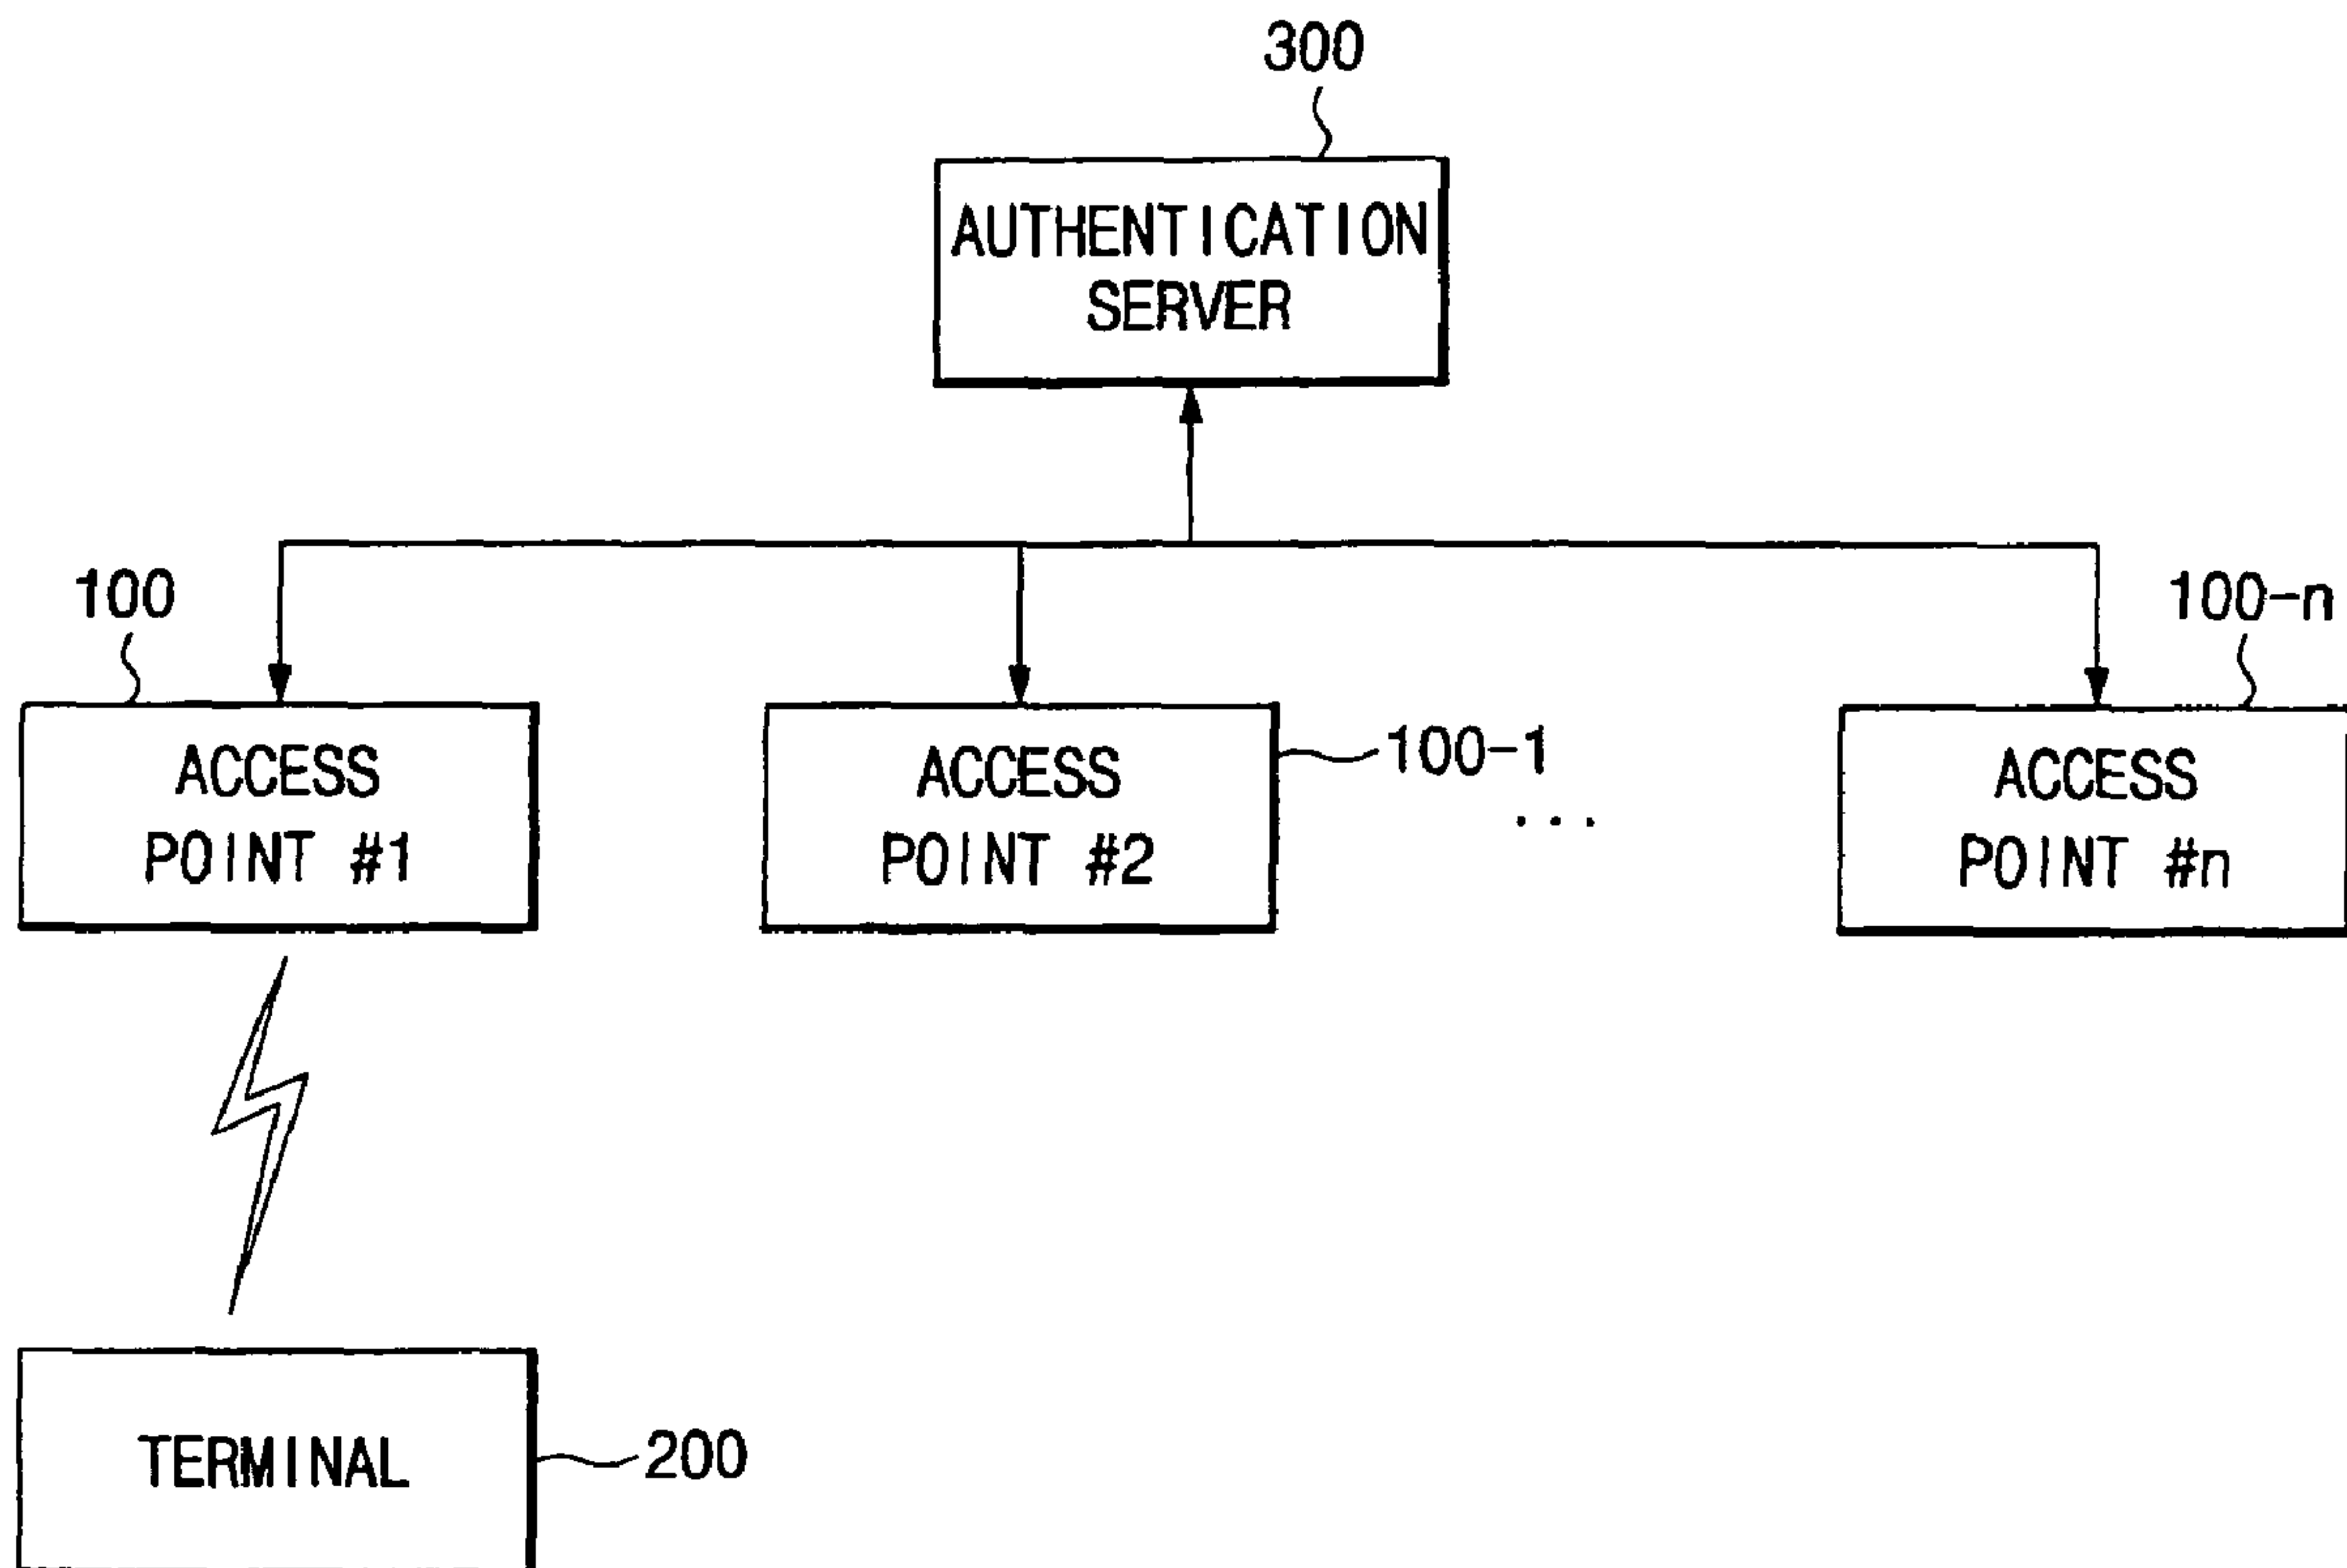 300
AUTHENTICATION
SERVER
100
100-n
ACCESS
POINT #1
ACCESS
POINT #2
100-1
...
ACCESS
POINT #n
TERMINAL
200